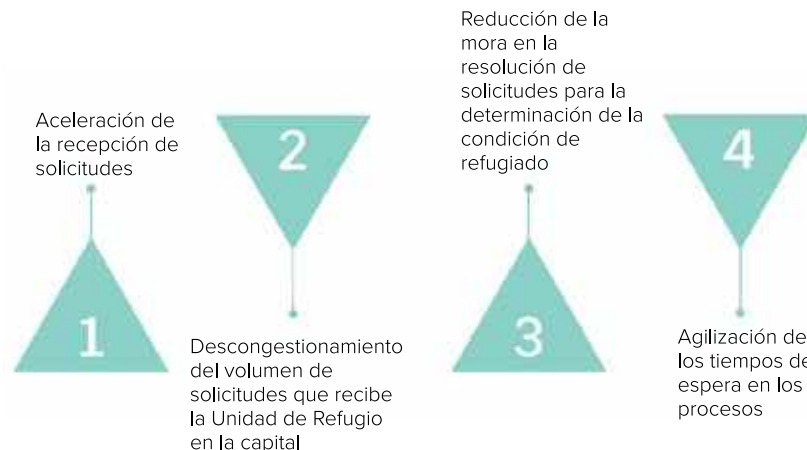 Aceleración de
la recepción de
solicitudes
1
2
Descongestionamiento
del volumen de
solicitudes que recibe
la Unidad de Refugio
en la capital
Reducción de la
mora en la
resolución de
solicitudes para la
determinación de la
condición de
refugiado
3
4
Agilización de
los tiempos de
espera en los
procesos